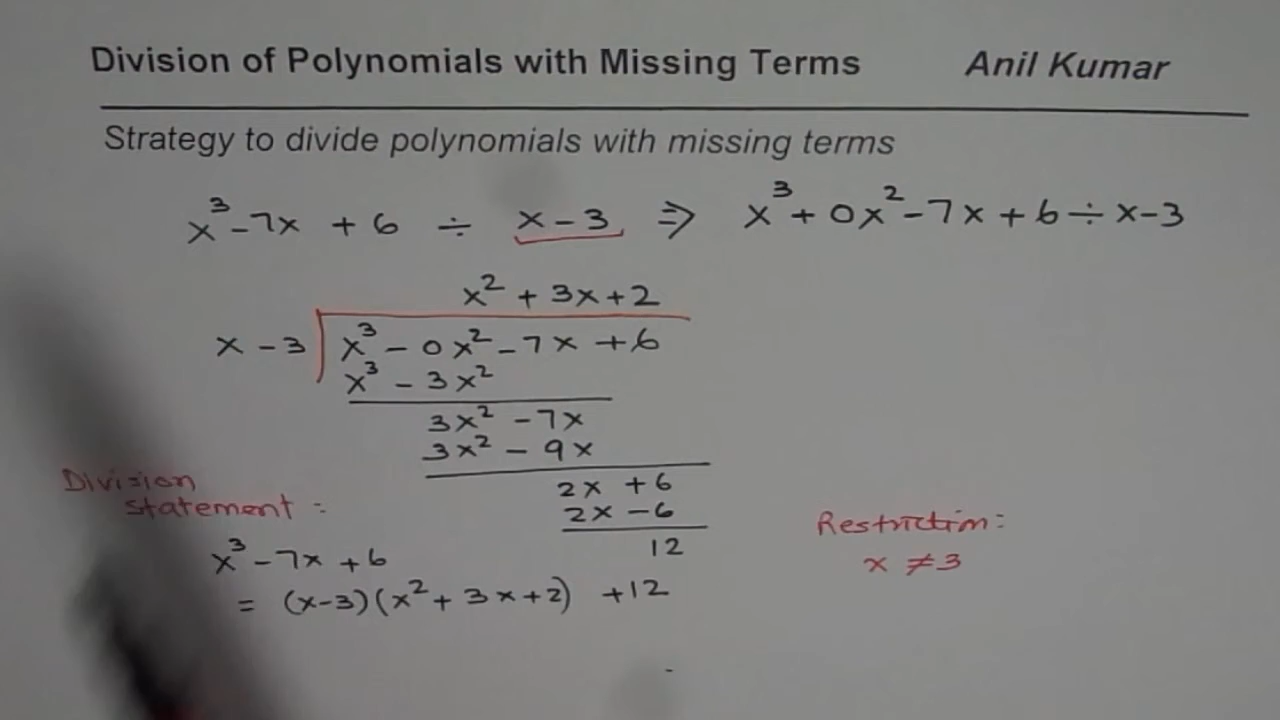 Division of Polynomials with Missing Terms Anil Kumar
Strategy to divide polynomials with missing terms
x³ - 7x + 6 ÷ x - 3 ⇒ x³ + 0x² - 7x + 6 ÷ x - 3
x² + 3x + 2
x - 3 x³ - 0x² - 7x + 6
x³ - 3x²
3x² - 7x
3x² - 9x
2x + 6
2x - 6
12
Division
statement :
x³ - 7x + 6
= (x-3)(x² + 3x + 2) + 12
Restriction:
x ≠ 3